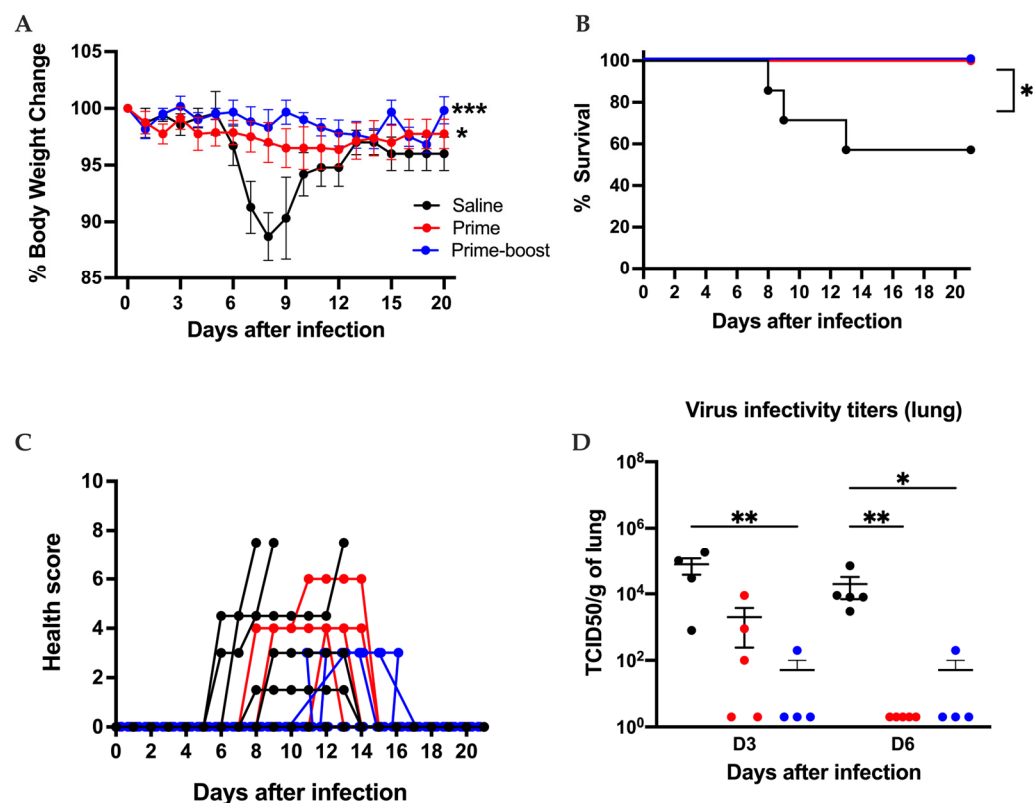 A
% Body Weight Change
105
100
95
90
85
0 3 6 9 12 15 20
Days after infection
***
*
Saline
Prime
Prime-boost
B
% Survival
100
80
60
40
20
0
0 2 4 6 8 10 12 14 16 18 20
Days after infection
*
C
Health score
10
8
6
4
2
0
0 2 4 6 8 10 12 14 16 18 20
Days after infection
Virus infectivity titers (lung)
D
TCID50/g of lung
10⁸
10⁶
10⁴
10²
10⁰
** ** *
D3 D6
Days after infection